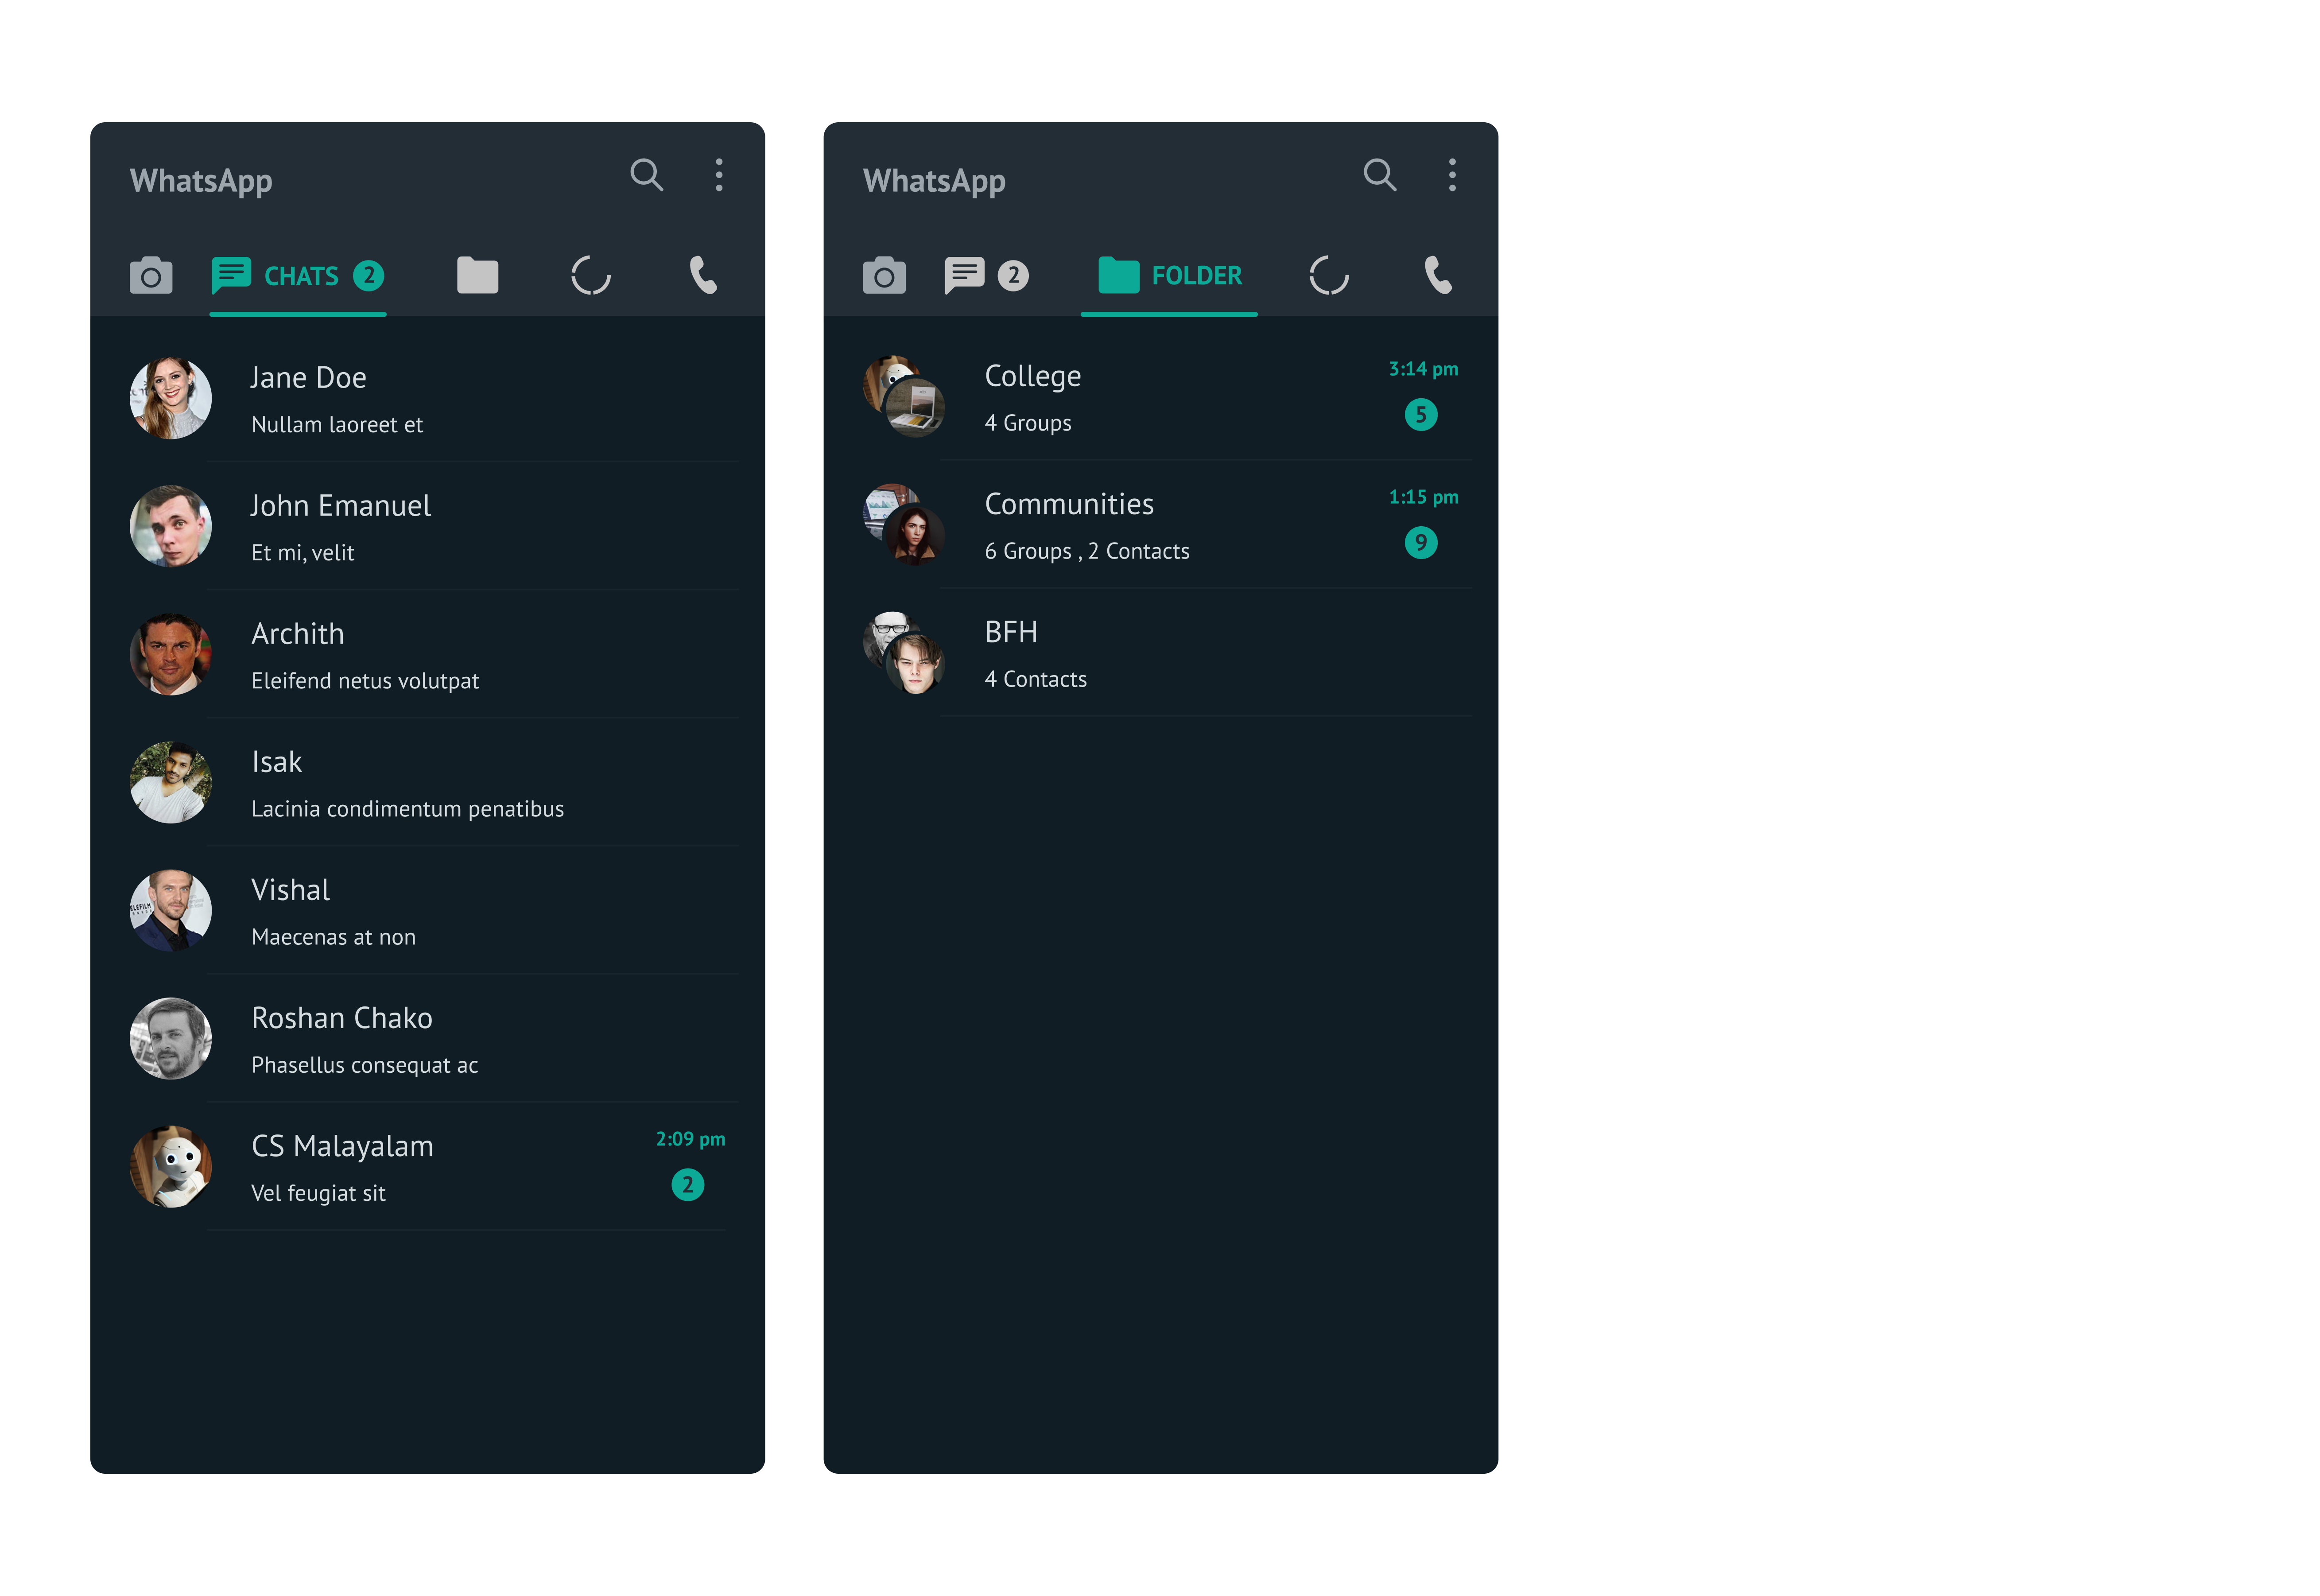 WhatsApp
CHATS 2
Jane Doe
Nullam laoreet et
John Emanuel
Et mi, velit
Archith
Eleifend netus volutpat
Isak
Lacinia condimentum penatibus
Vishal
Maecenas at non
Roshan Chako
Phasellus consequat ac
CS Malayalam
2:09 pm
Vel feugiat sit
2
WhatsApp
2 FOLDER
College
3:14 pm
4 Groups
5
Communities
1:15 pm
6 Groups , 2 Contacts
9
BFH
4 Contacts